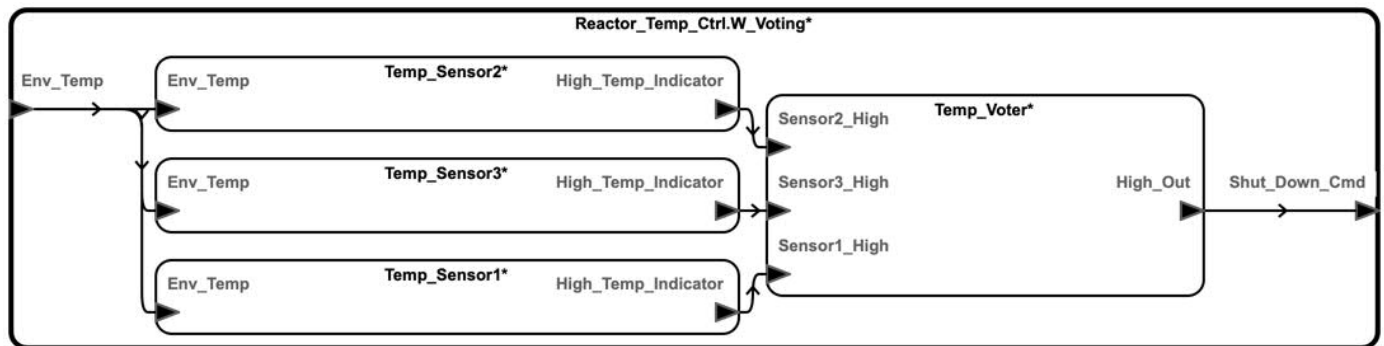 Reactor_Temp_Ctrl.W_Voting*
Env_Temp
Env_Temp
Temp_Sensor2*
High_Temp_Indicator
Env_Temp
Temp_Sensor3*
High_Temp_Indicator
Env_Temp
Temp_Sensor1*
High_Temp_Indicator
Temp_Voter*
Sensor2_High
Sensor3_High
Sensor1_High
High_Out
Shut_Down_Cmd